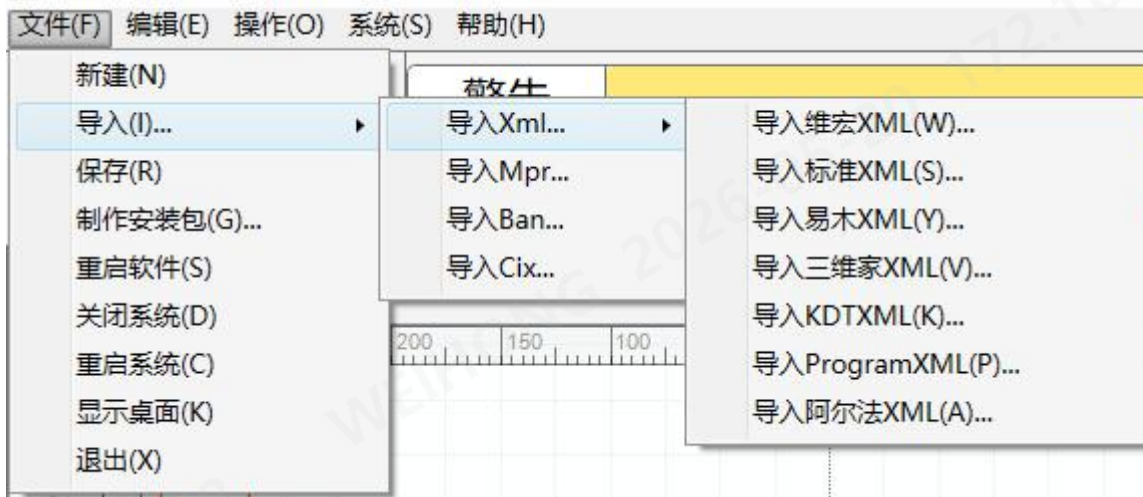 文件(F) 编辑(E) 操作(O) 系统(S) 帮助(H)
新建(N)
导入(I)...
保存(R)
制作安装包(G)...
重启软件(S)
关闭系统(D)
重启系统(C)
显示桌面(K)
退出(X)
警告
导入Xml...
导入Mpr...
导入Ban...
导入Cix...
导入维宏XML(W)...
导入标准XML(S)...
导入易木XML(Y)...
导入三维家XML(V)...
导入KDTXML(K)...
导入ProgramXML(P)...
导入阿尔法XML(A)...
200 150 100
WEIHONG